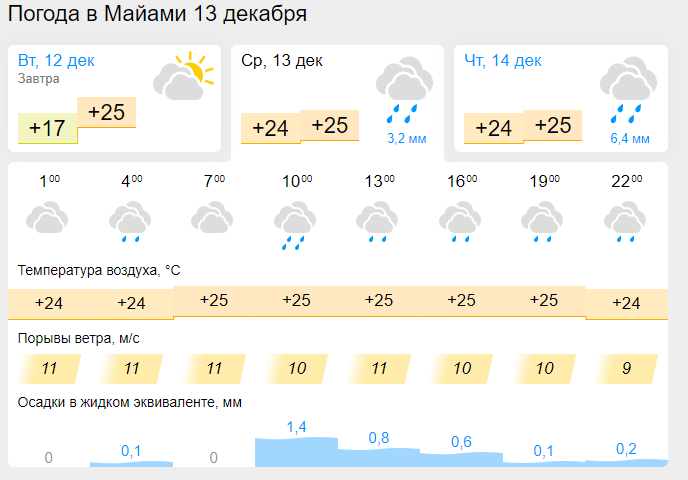 Погода в Майами 13 декабря
Вт, 12 дек
Завтра
+17 +25
Ср, 13 дек
+24 +25
3,2 мм
Чт, 14 дек
+24 +25
6,4 мм
1 00 4 00 7 00 10 00 13 00 16 00 19 00 22 00
Температура воздуха, °C
+24 +24 +25 +25 +25 +25 +25 +24
Порывы ветра, м/с
11 11 11 10 11 10 10 9
Осадки в жидком эквиваленте, мм
0 0,1 0 1,4 0,8 0,6 0,1 0,2